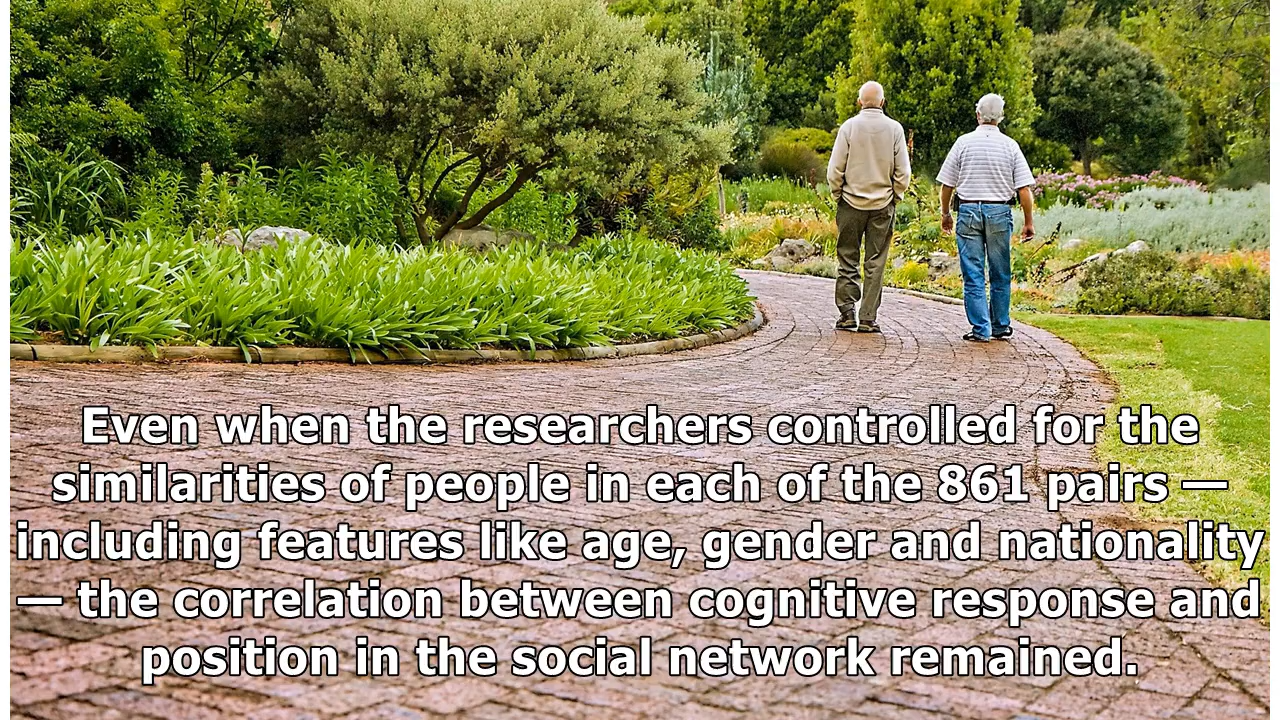 Even when the researchers controlled for the
similarities of people in each of the 861 pairs —
including features like age, gender and nationality
— the correlation between cognitive response and
position in the social network remained.